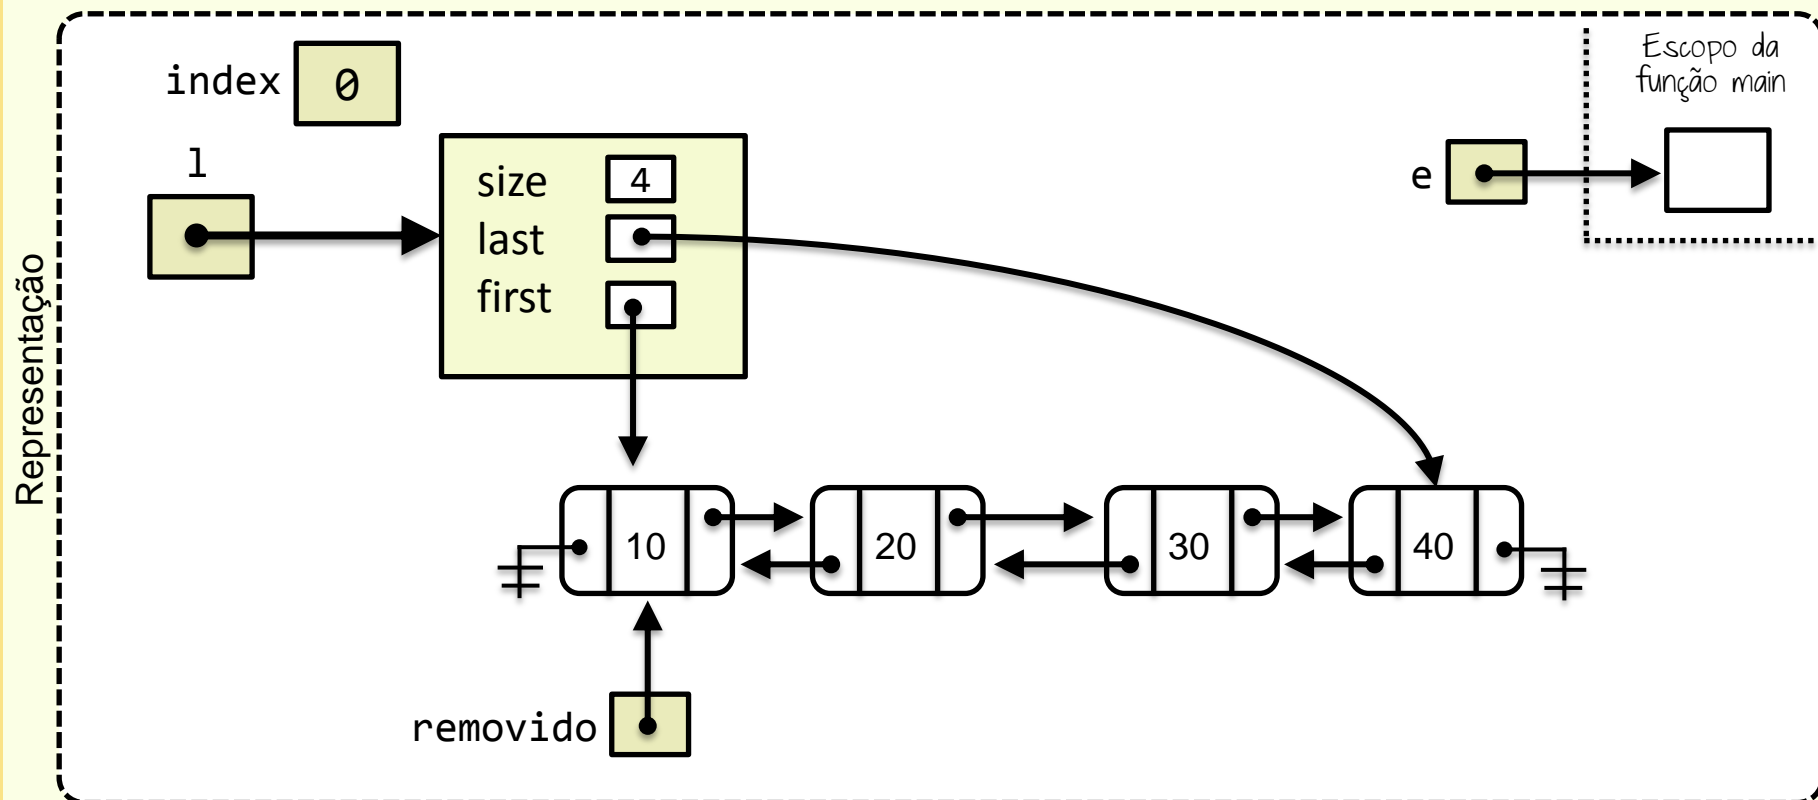 Representação
index
0
l
size
4
last
first
e
Escopo da
função main
10
20
30
40
removido